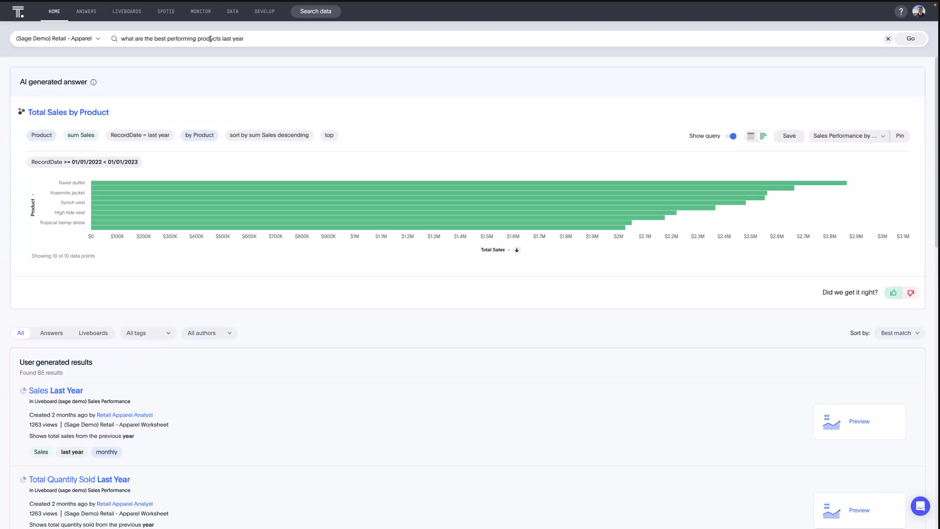 T.
HOME
ANSWERS
LIVEBOARDS
SPOTIQ
MONITOR
DATA
DEVELOP
Search data
?
(Sage Demo) Retail - Apparel
what are the best performing products last year
Go
AI generated answer
Total Sales by Product
Product
sum Sales
RecordDate = last year
by Product
sort by sum Sales descending
top
Show query
Save
Sales Performance by ...
Pin
RecordDate >= 01/01/2022 < 01/01/2023
Product
Travel duffel
Yosemite jacket
Synch vest
High tide vest
Tropical hemp dress
$0 $100K $200K $300K $400K $500K $600K $700K $800K $900K $1M $1.1M $1.2M $1.3M $1.4M $1.5M $1.6M $1.7M $1.8M $1.9M $2M $2.1M $2.2M $2.3M $2.4M $2.5M $2.6M $2.7M $2.8M $2.9M $3M $3.1M
Total Sales
Showing 10 of 10 data points
Did we get it right?
All
Answers
Liveboards
All tags
All authors
Sort by:
Best match
User generated results
Found 85 results
Sales Last Year
in Liveboard (sage demo) Sales Performance
Created 2 months ago by Retail Apparel Analyst
1263 views | (Sage Demo) Retail - Apparel Worksheet
Shows total sales from the previous year
Sales
last year
monthly
Preview
Total Quantity Sold Last Year
in Liveboard (sage demo) Sales Performance
Created 2 months ago by Retail Apparel Analyst
1263 views | (Sage Demo) Retail - Apparel Worksheet
Shows total quantity sold from the previous year
Preview